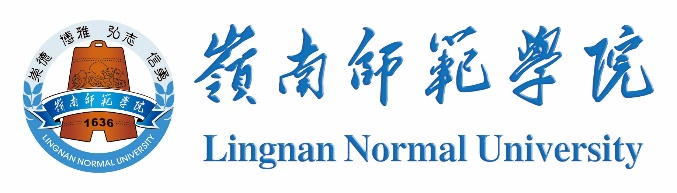 崇德 博雅 弘志 信勇
嶺南師範學院
1636
LINGNAN NORMAL UNIVERSITY
嶺南師範學院
Lingnan Normal University